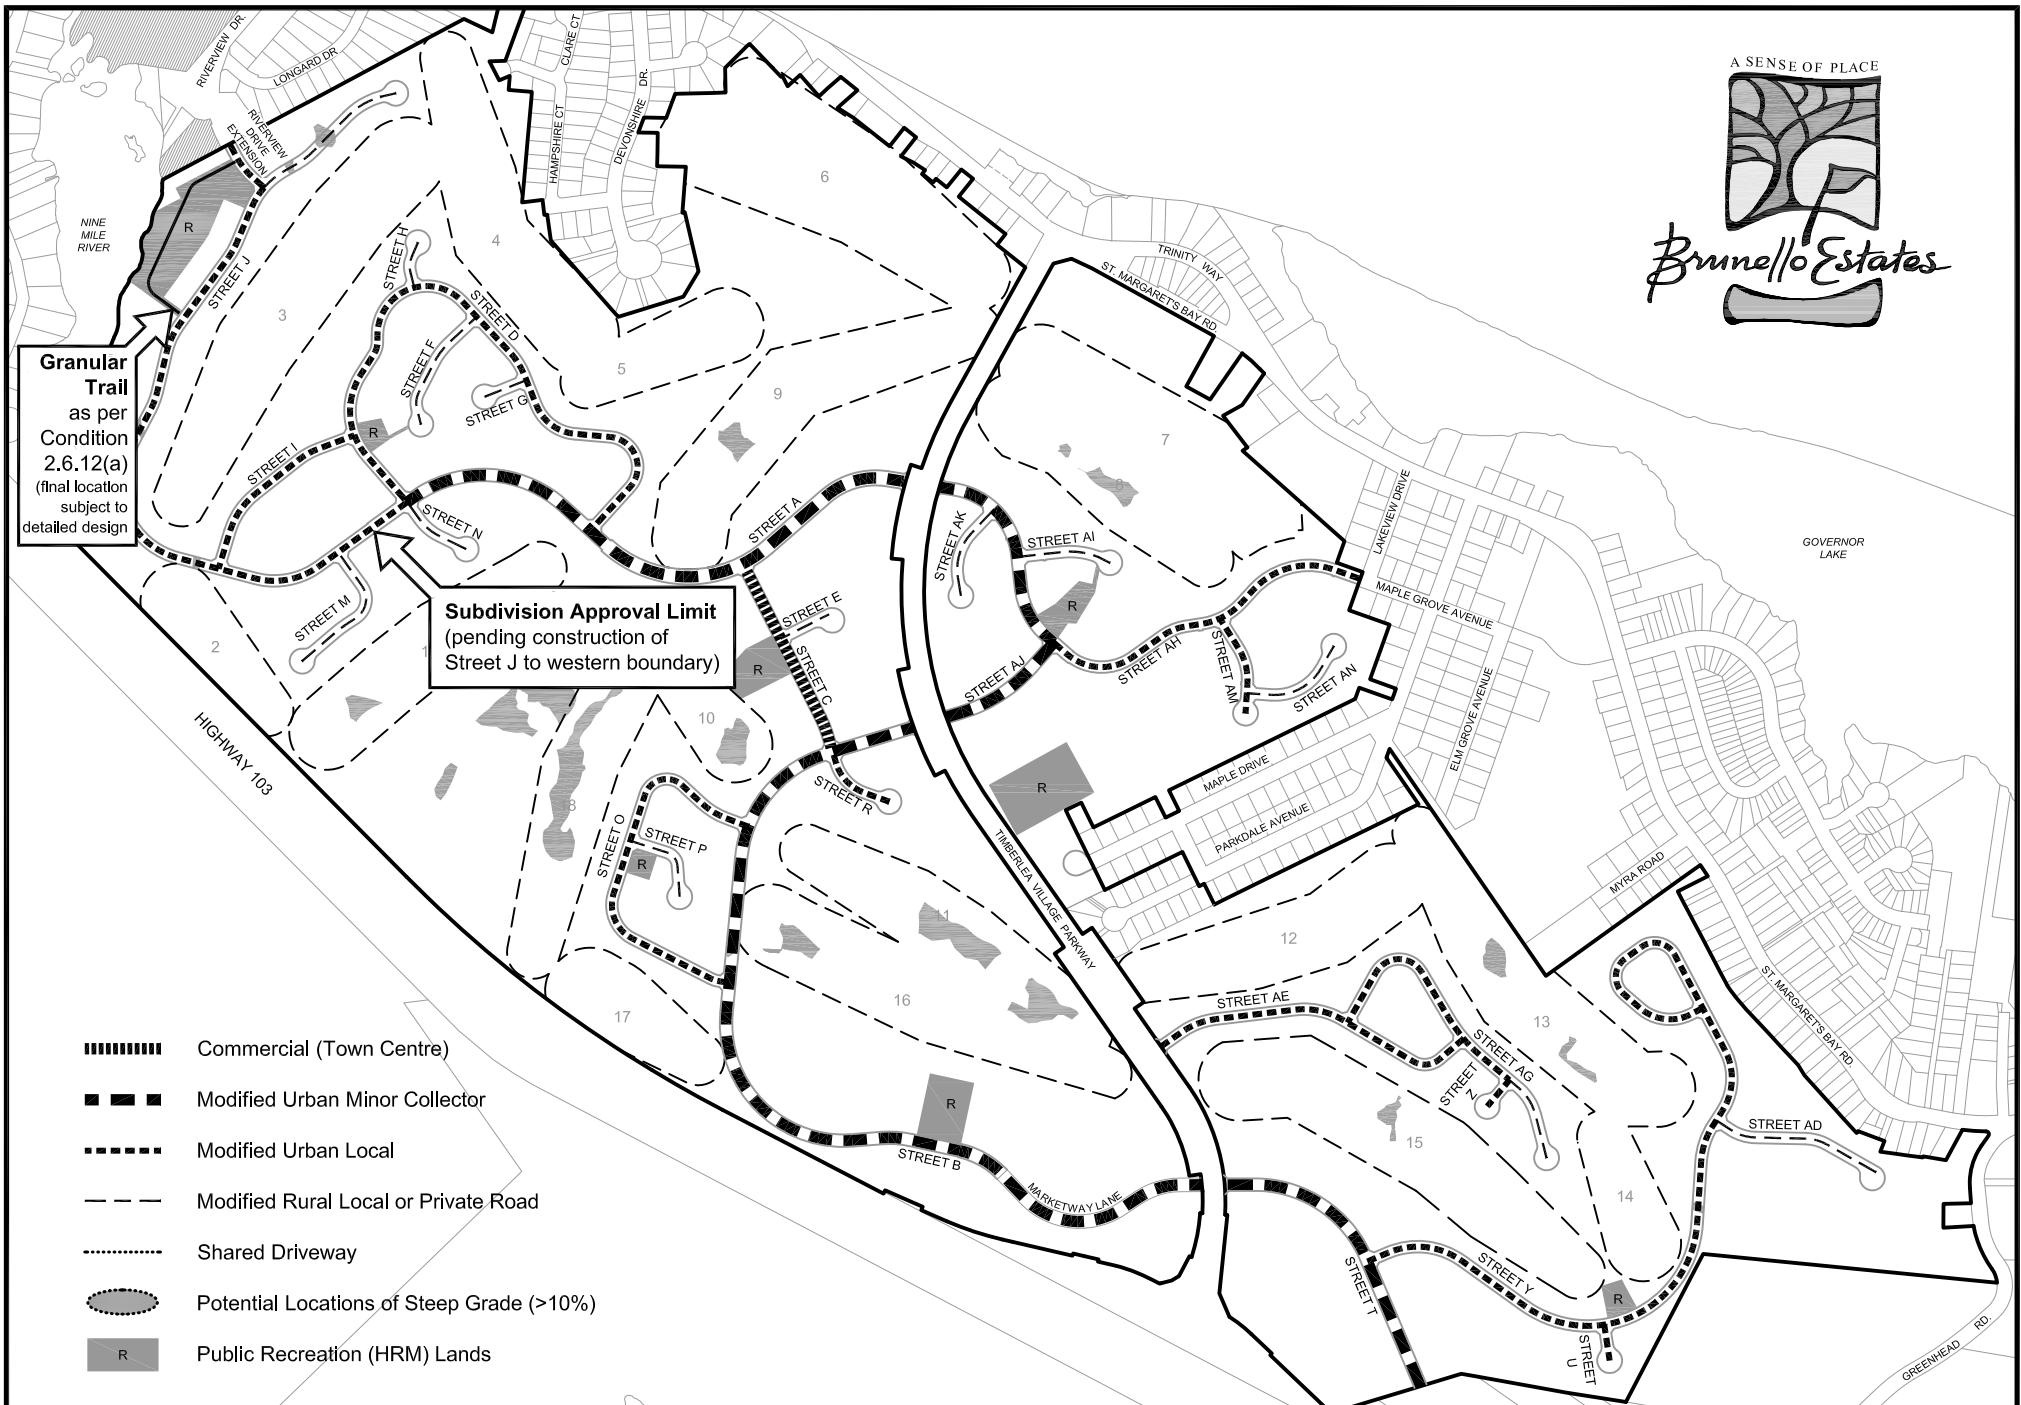 A SENSE OF PLACE
Brunello Estates
RIVERVIEW DR.
LONGARD DR
RIVERVIEW
DRIVE
EXTENSION
CLARE CT
HAMPSHIRE CT
DEVONSHIRE DR.
NINE
MILE
RIVER
R
STREET J
STREET H
STREET D
STREET F
STREET G
STREET I
R
3
4
5
6
9
7
8
TRINITY WAY
ST. MARGARET'S BAY RD.
Granular
Trail
as per
Condition
2.6.12(a)
(final location
subject to
detailed design
STREET N
STREET A
STREET M
STREET AK
STREET AI
R
LAKEVIEW DRIVE
MAPLE GROVE AVENUE
GOVERNOR
LAKE
Subdivision Approval Limit
(pending construction of
Street J to western boundary)
2
1
STREET E
STREET C
R
10
STREET AJ
STREET AH
STREET AM
STREET AN
ELM GROVE AVENUE
HIGHWAY 103
18
STREET O
STREET P
R
STREET R
R
MAPLE DRIVE
PARKDALE AVENUE
MYRA ROAD
TIMBERLEA VILLAGE PARKWAY
11
12
16
17
13
ST. MARGARET'S BAY RD.
STREET AE
STREET AG
STREET
Z
STREET AD
15
14
R
STREET B
MARKETWAY LANE
STREET T
STREET Y
R
STREET
U
GREENHEAD RD.
Commercial (Town Centre)
Modified Urban Minor Collector
Modified Urban Local
Modified Rural Local or Private Road
Shared Driveway
Potential Locations of Steep Grade (>10%)
R
Public Recreation (HRM) Lands